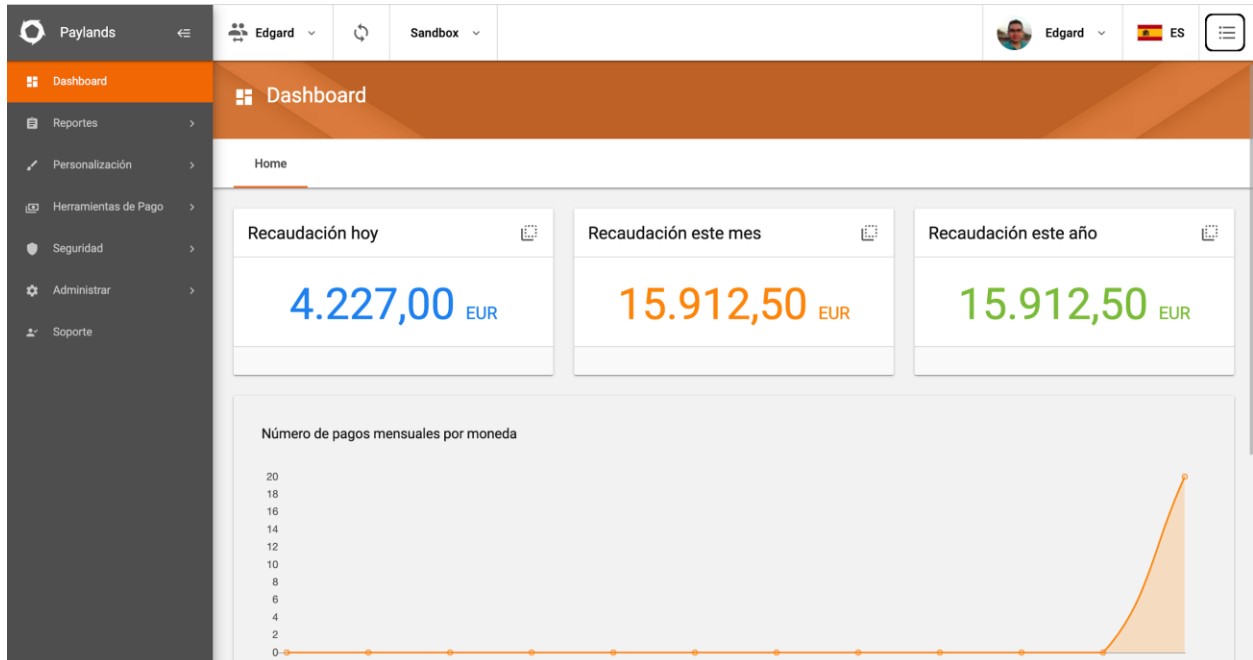 Paylands
Edgard
Sandbox
Edgard
ES
Dashboard
Reportes
Personalización
Herramientas de Pago
Seguridad
Administrar
Soporte
Dashboard
Home
Recaudación hoy
4.227,00 EUR
Recaudación este mes
15.912,50 EUR
Recaudación este año
15.912,50 EUR
Número de pagos mensuales por moneda
20
18
16
14
12
10
8
6
4
2
0